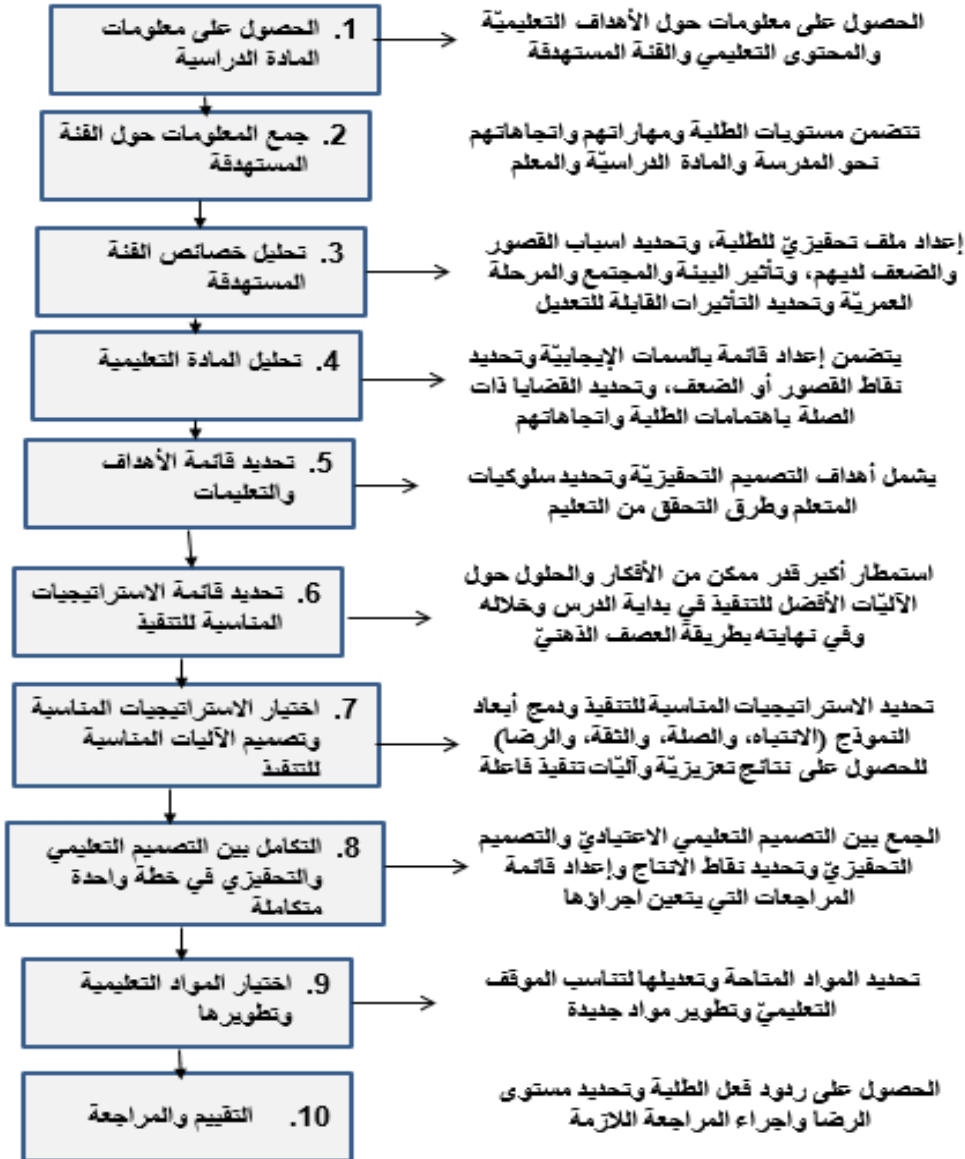 1. الحصول على معلومات
المادة الدراسية
الحصول على معلومات حول الأهداف التعليميّة
والمحتوى التعليمي والفئة المستهدفة
2. جمع المعلومات حول الفئة
المستهدفة
تتضمن مستويات الطلبة ومهاراتهم واتجاهاتهم
نحو المدرسة والمادة الدراسيّة والمعلم
3. تحليل خصائص الفئة
المستهدفة
إعداد ملف تحفيزيّ للطلبة، وتحديد اسباب القصور
والضعف لديهم، وتأثير البيئة والمجتمع والمرحلة
العمريّة وتحديد التأثيرات القابلة للتعديل
4. تحليل المادة التعليمية
يتضمن إعداد قائمة بالسمات الإيجابيّة وتحديد
نقاط القصور أو الضعف، وتحديد القضايا ذات
الصلة باهتمامات الطلبة واتجاهاتهم
5. تحديد قائمة الأهداف
والتعليمات
يشمل أهداف التصميم التحفيزيّة وتحديد سلوكيات
المتعلم وطرق التحقق من التعليم
6. تحديد قائمة الاستراتيجيات
المناسبة للتنفيذ
استمطار أكبر قدر ممكن من الأفكار والحلول حول
الآليّات الأفضل للتنفيذ في بداية الدرس وخلاله
وفي نهايته بطريقة العصف الذهنيّ
7. اختيار الاستراتيجيات المناسبة
وتصميم الآليات المناسبة
للتنفيذ
تحديد الاستراتيجيات المناسبة للتنفيذ ودمج أبعاد
النموذج (الانتباه، والصلة، والثقة، والرضا)
للحصول على نتائج تعزيزيّة وآليّات تنفيذ فاعلة
8. التكامل بين التصميم التعليمي
والتحفيزي في خطة واحدة
متكاملة
الجمع بين التصميم التعليمي الاعتياديّ والتصميم
التحفيزيّ وتحديد نقاط الانتاج وإعداد قائمة
المراجعات التي يتعين اجراؤها
9. اختيار المواد التعليمية
وتطويرها
تحديد المواد المتاحة وتعديلها لتناسب الموقف
التعليميّ وتطوير مواد جديدة
10. التقييم والمراجعة
الحصول على ردود فعل الطلبة وتحديد مستوى
الرضا واجراء المراجعة اللازمة